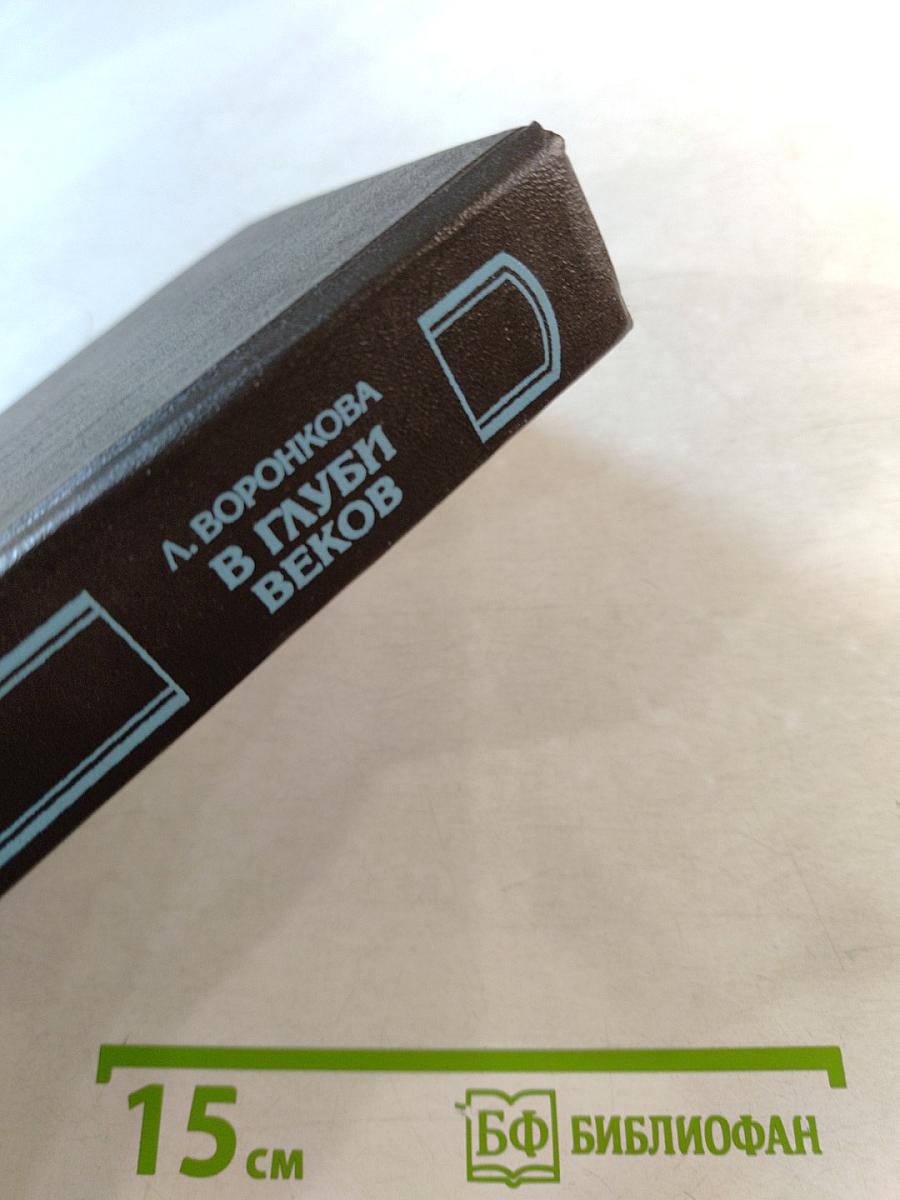 Л. ВОРОНКОВА
В ГЛУБИ
ВЕКОВ
15 см
БФ БИБЛИОФАН